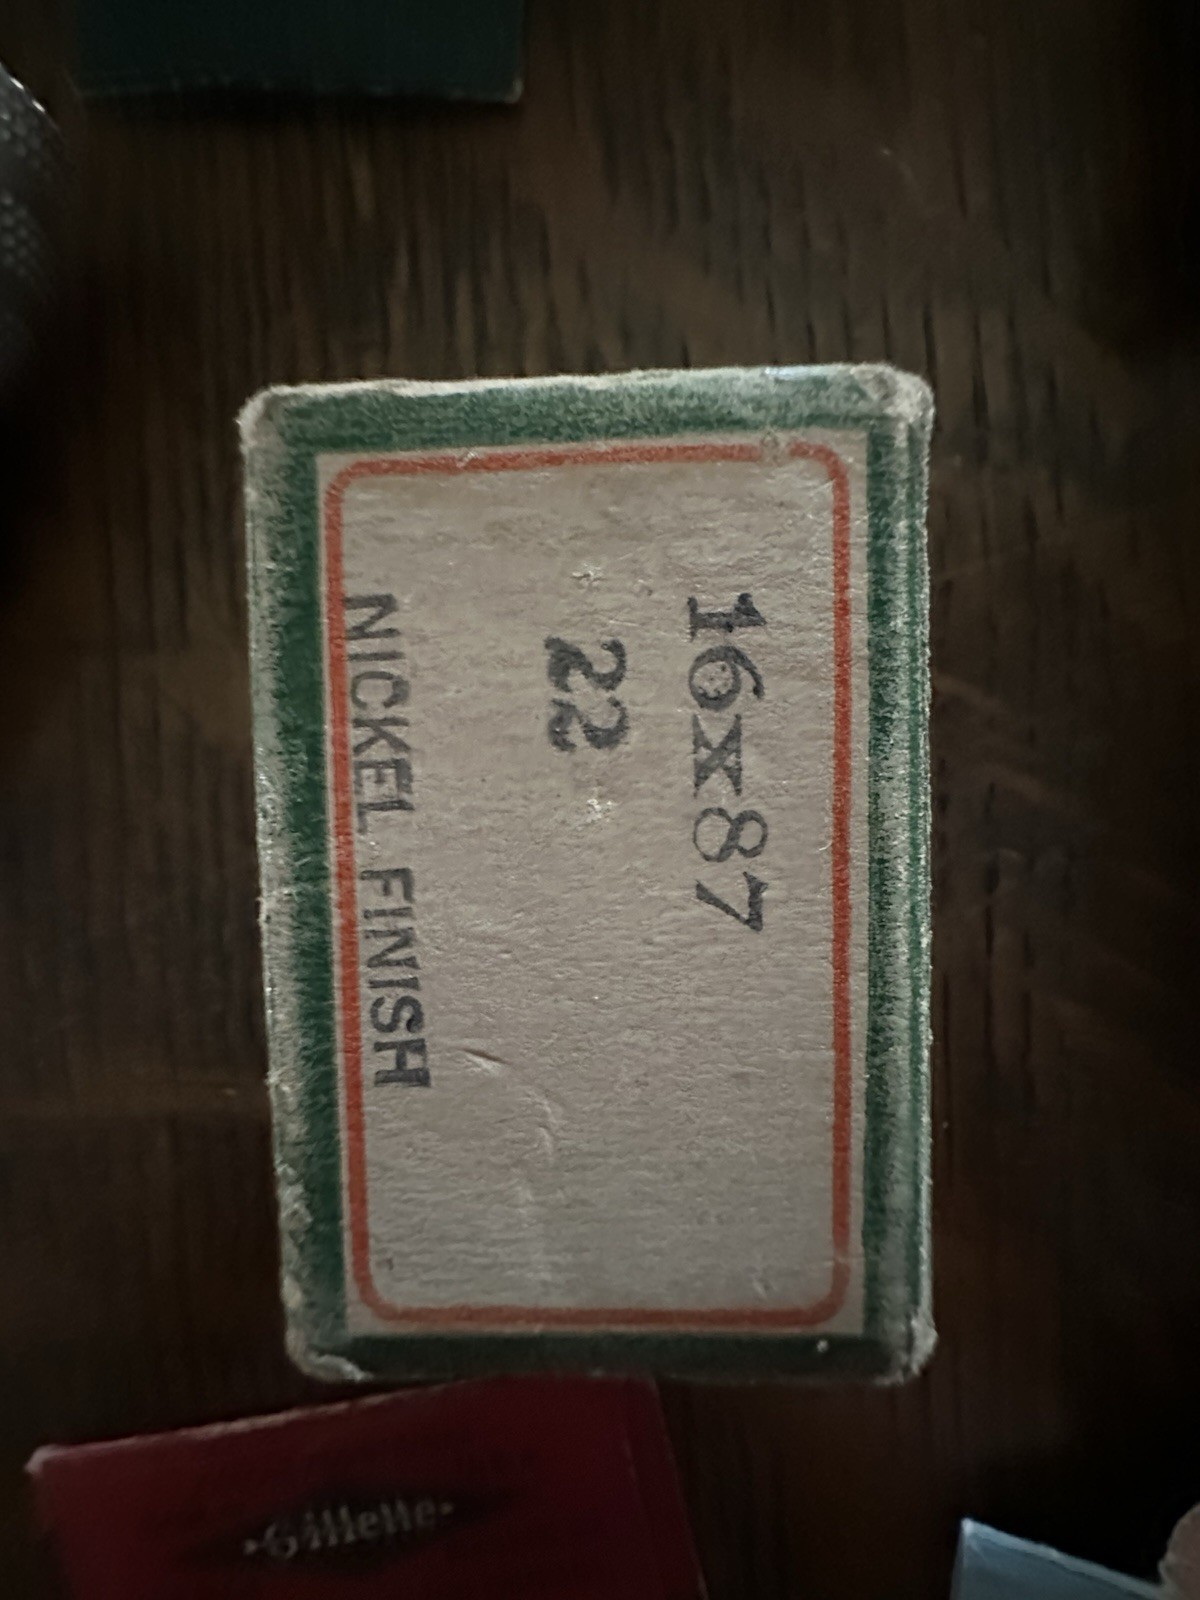 16X87
22
NICKEL FINISH
Gillette